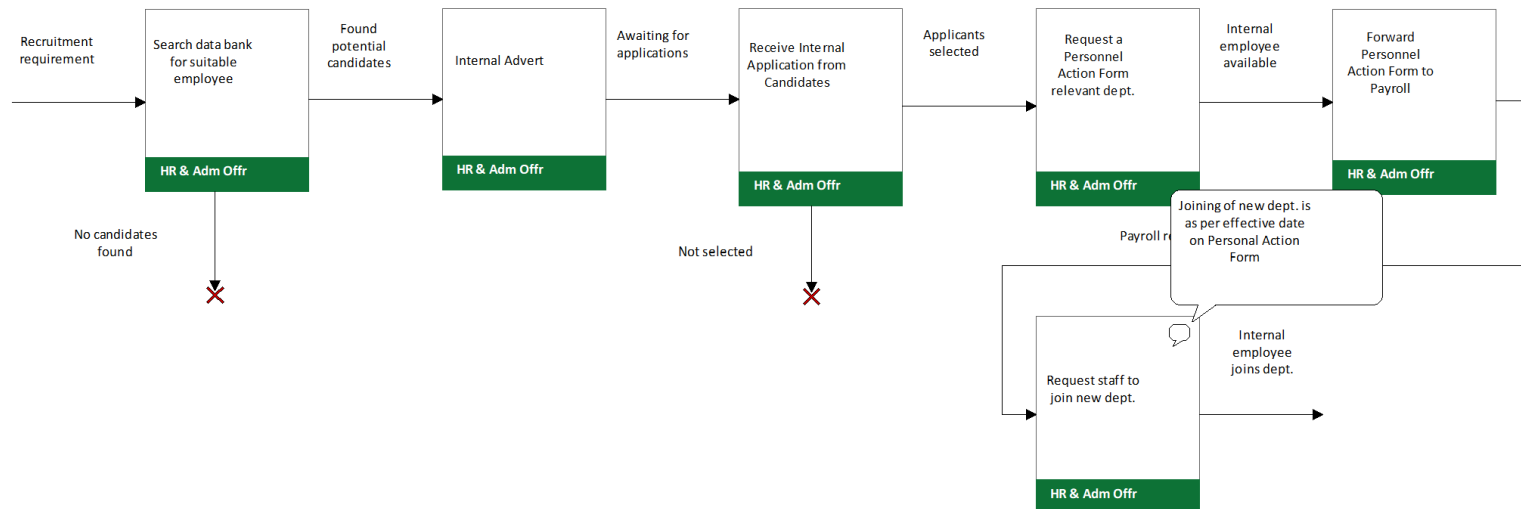 Recruitment
requirement
Search data bank
for suitable
employee
HR & Adm Offr
Found
potential
candidates
Internal Advert
HR & Adm Offr
Awaiting for
applications
Receive Internal
Application from
Candidates
HR & Adm Offr
Applicants
selected
Request a
Personnel
Action Form
relevant dept.
HR & Adm Offr
Internal
employee
available
Forward
Personnel
Action Form to
Payroll
HR & Adm Offr
No candidates
found
Not selected
Payroll
Joining of new dept. is
as per effective date
on Personal Action
Form
Request staff to
join new dept.
HR & Adm Offr
Internal
employee
joins dept.